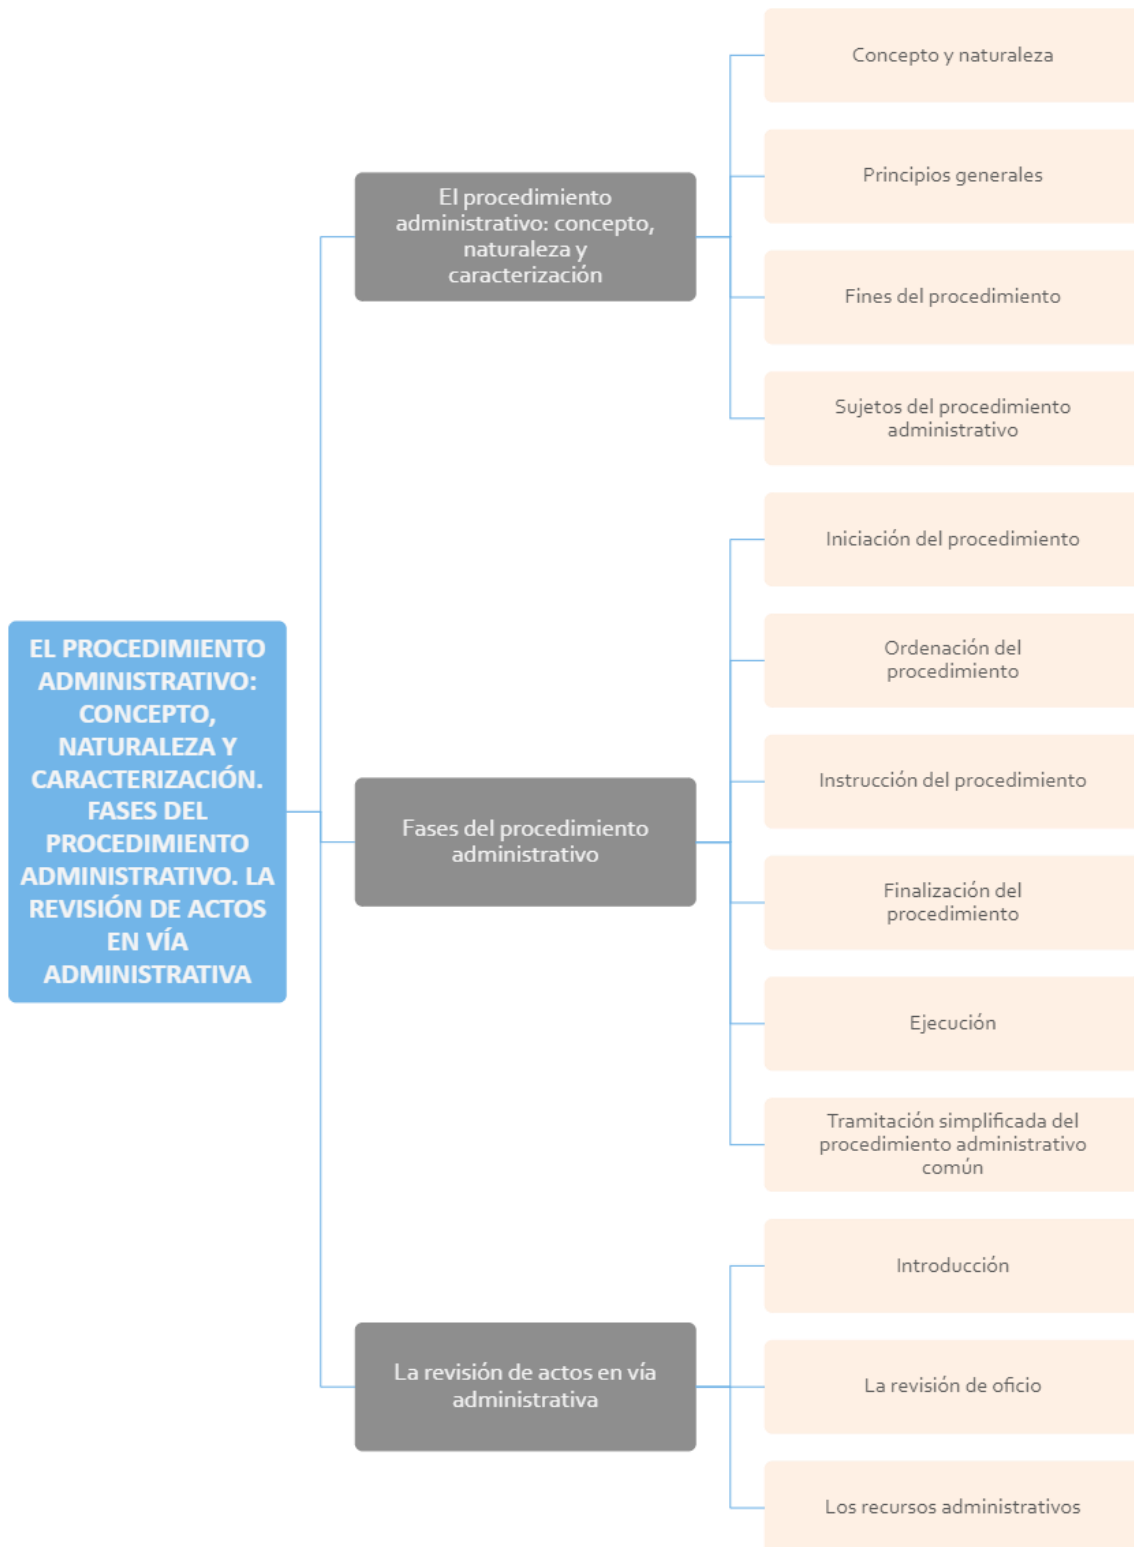 EL PROCEDIMIENTO
ADMINISTRATIVO:
CONCEPTO,
NATURALEZA Y
CARACTERIZACIÓN.
FASES DEL
PROCEDIMIENTO
ADMINISTRATIVO. LA
REVISIÓN DE ACTOS
EN VÍA
ADMINISTRATIVA
El procedimiento
administrativo: concepto,
naturaleza y
caracterización
Concepto y naturaleza
Principios generales
Fines del procedimiento
Sujetos del procedimiento
administrativo
Fases del procedimiento
administrativo
Iniciación del procedimiento
Ordenación del
procedimiento
Instrucción del procedimiento
Finalización del
procedimiento
Ejecución
Tramitación simplificada del
procedimiento administrativo
común
La revisión de actos en vía
administrativa
Introducción
La revisión de oficio
Los recursos administrativos